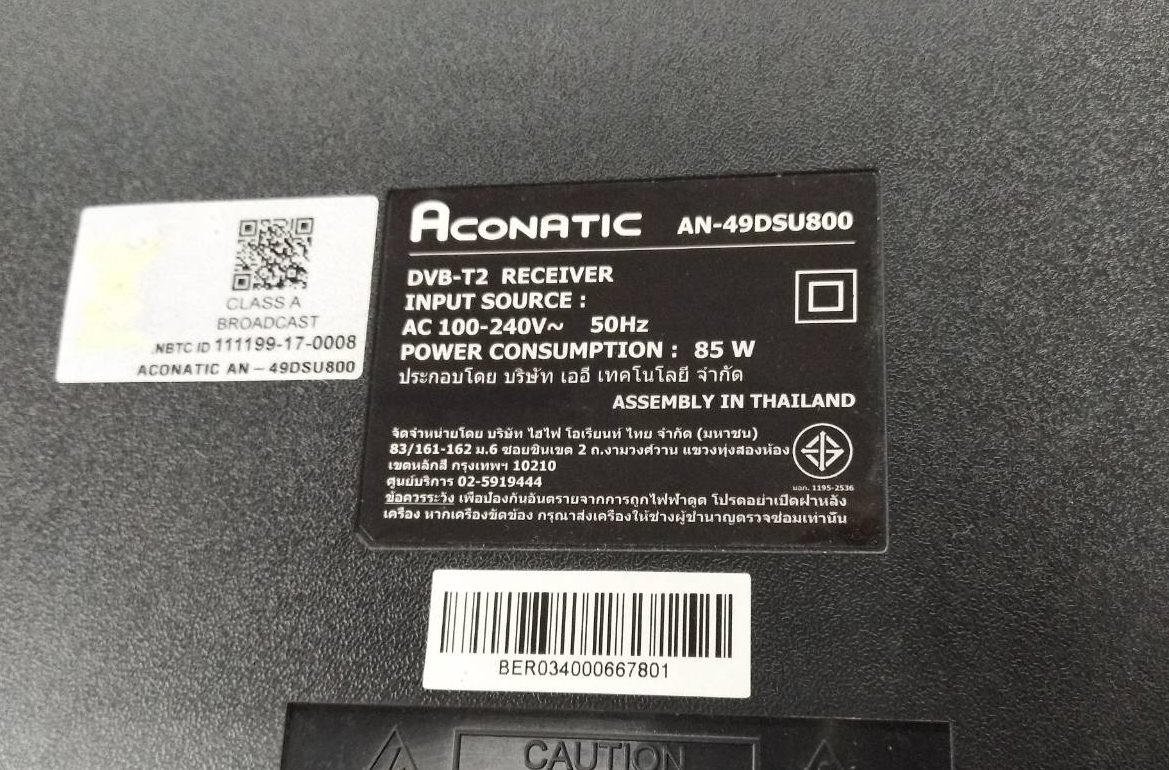 CLASS A
BROADCAST
NBTC ID 111199-17-0008
ACONATIC AN – 49DSU800
ACONATIC AN-49DSU800
DVB-T2 RECEIVER
INPUT SOURCE :
AC 100-240V~ 50Hz
POWER CONSUMPTION : 85 W
ประกอบโดย บริษัท เออี เทคโนโลยี จำกัด
ASSEMBLY IN THAILAND
จัดจำหน่ายโดย บริษัท ไฮไฟ โอเรียนท์ ไทย จำกัด (มหาชน)
83/161-162 ม.6 ซอยชินเขต 2 ถ.งามวงศ์วาน แขวงทุ่งสองห้อง
เขตหลักสี่ กรุงเทพฯ 10210
ศูนย์บริการ 02-5919444
มอก. 1195-2536
ข้อควรระวัง เพื่อป้องกันอันตรายจากการถูกไฟฟ้าดูด โปรดอย่าเปิดฝาหลัง
เครื่อง หากเครื่องขัดข้อง กรุณาส่งเครื่องให้ช่างผู้ชำนาญตรวจซ่อมเท่านั้น
BER034000667801
CAUTION